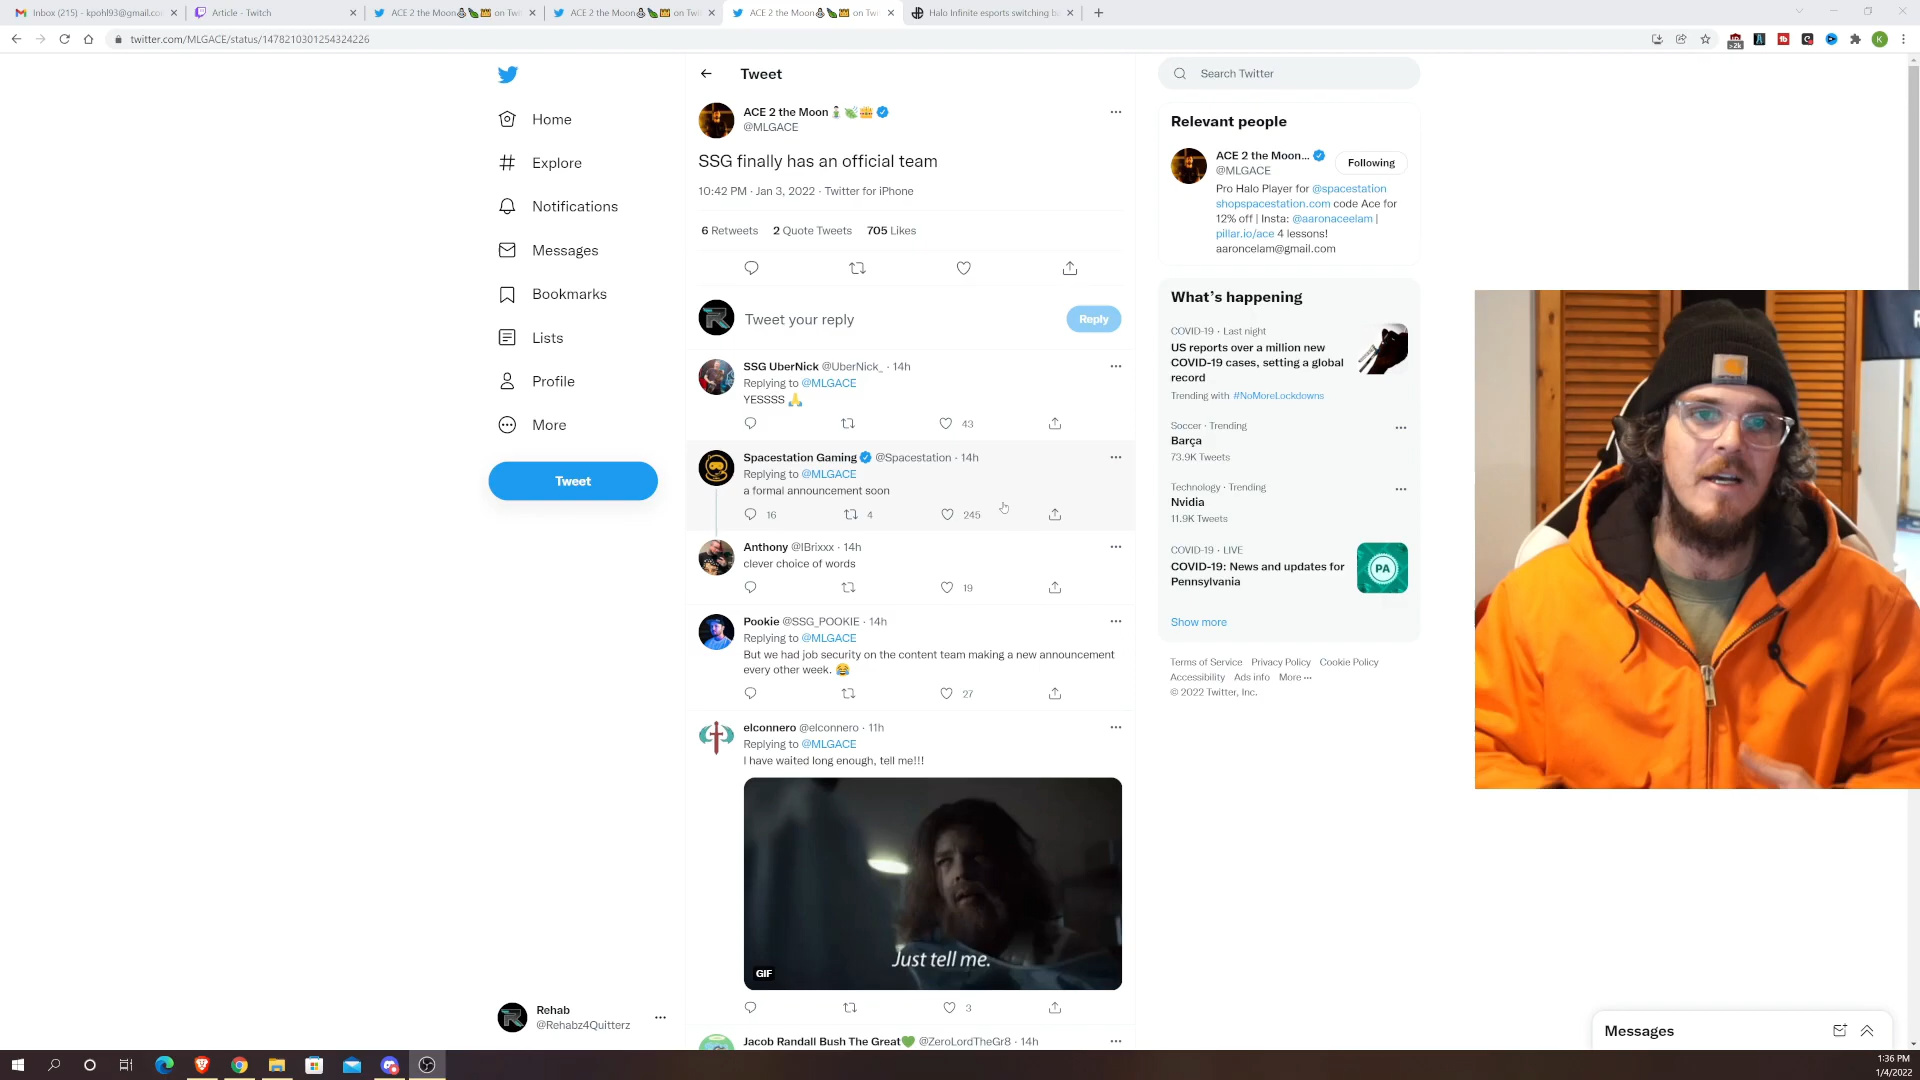 Inbox (215) - kpohl93@gmail.co
Article - Twitch
ACE 2 the Moon on Twi
ACE 2 the Moon on Twi
ACE 2 the Moon on Twi
Halo Infinite esports switching ba
twitter.com/MLGACE/status/1478210301254324226
>2k
K
Home
Explore
Notifications
Messages
Bookmarks
Lists
Profile
More
Tweet
Rehab
@Rehabz4Quitterz
Tweet
ACE 2 the Moon
@MLGACE
SSG finally has an official team
10:42 PM · Jan 3, 2022 · Twitter for iPhone
6 Retweets 2 Quote Tweets 705 Likes
Tweet your reply
Reply
SSG UberNick @UberNick_ · 14h
Replying to @MLGACE
YESSSS 🙏
43
Spacestation Gaming @Spacestation · 14h
Replying to @MLGACE
a formal announcement soon
16 4 245
Anthony @IBrixxx · 14h
clever choice of words
19
Pookie @SSG_POOKIE · 14h
Replying to @MLGACE
But we had job security on the content team making a new announcement
every other week. 😂
27
elconnero @elconnero · 11h
Replying to @MLGACE
I have waited long enough, tell me!!!
Just tell me.
GIF
3
Jacob Randall Bush The Great💚 @ZeroLordTheGr8 · 14h
Search Twitter
Relevant people
ACE 2 the Moon...
@MLGACE
Following
Pro Halo Player for @spacestation
shopspacestation.com code Ace for
12% off | Insta: @aaronaceelam |
pillar.io/ace 4 lessons!
aaroncelam@gmail.com
What's happening
COVID-19 · Last night
US reports over a million new
COVID-19 cases, setting a global
record
Trending with #NoMoreLockdowns
Soccer · Trending
Barça
73.9K Tweets
Technology · Trending
Nvidia
11.9K Tweets
COVID-19 · LIVE
COVID-19: News and updates for
Pennsylvania
PA
Show more
Terms of Service Privacy Policy Cookie Policy
Accessibility Ads info More ···
© 2022 Twitter, Inc.
Messages
1:36 PM
1/4/2022